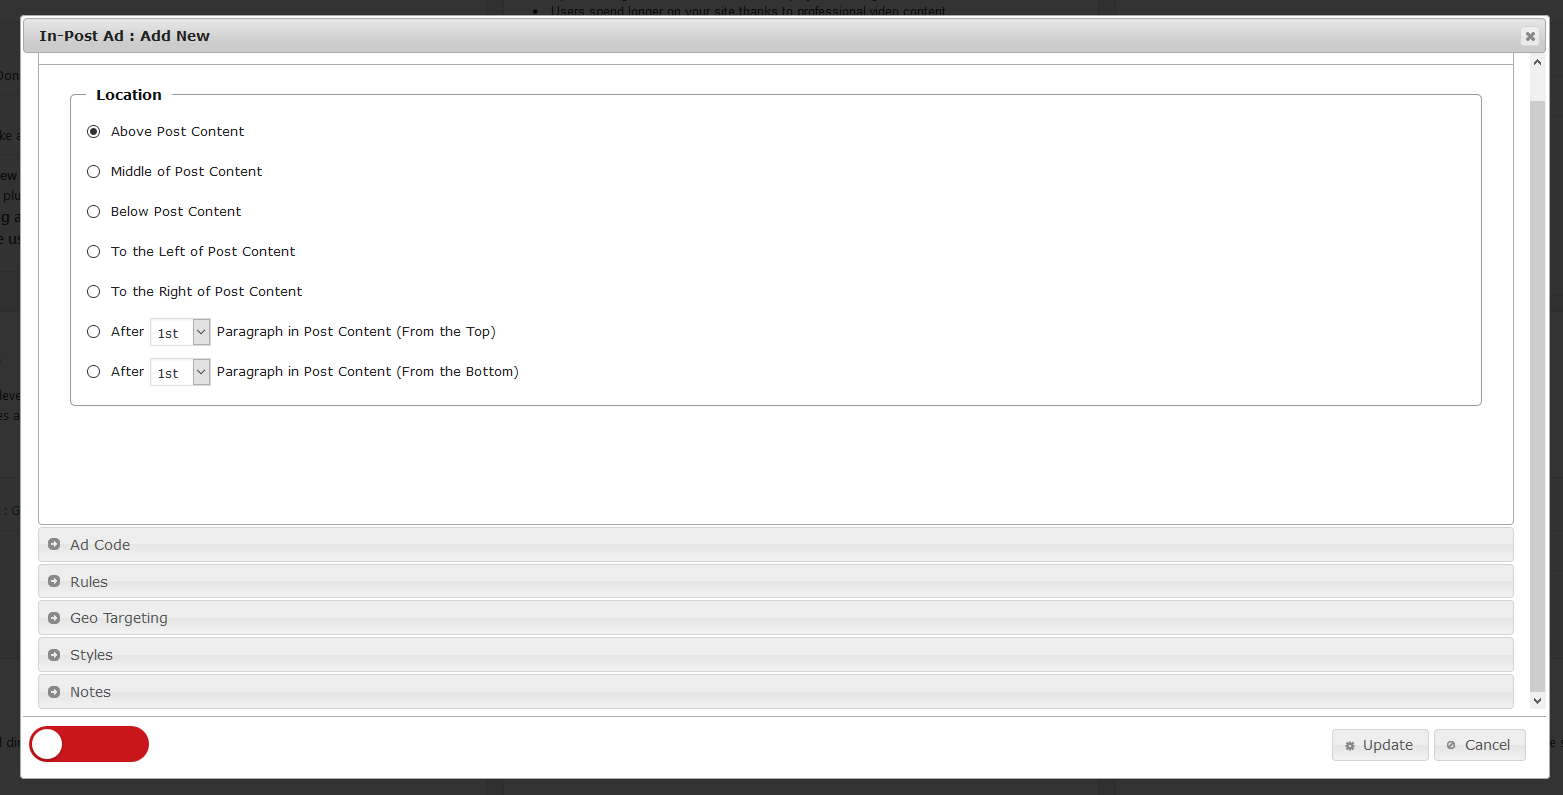 Users spend longer on your site thanks to professional video content
In-Post Ad : Add New
Location
Above Post Content
Middle of Post Content
Below Post Content
To the Left of Post Content
To the Right of Post Content
After 1st Paragraph in Post Content (From the Top)
After 1st Paragraph in Post Content (From the Bottom)
Ad Code
Rules
Geo Targeting
Styles
Notes
Update Cancel